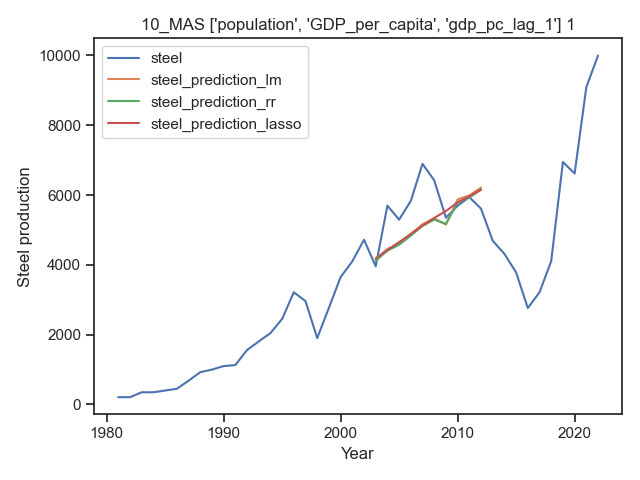 10_MAS ['population', 'GDP_per_capita', 'gdp_pc_lag_1'] 1
steel
steel_prediction_lm
steel_prediction_rr
steel_prediction_lasso
Steel production
10000
8000
6000
4000
2000
0
1980 1990 2000 2010 2020
Year